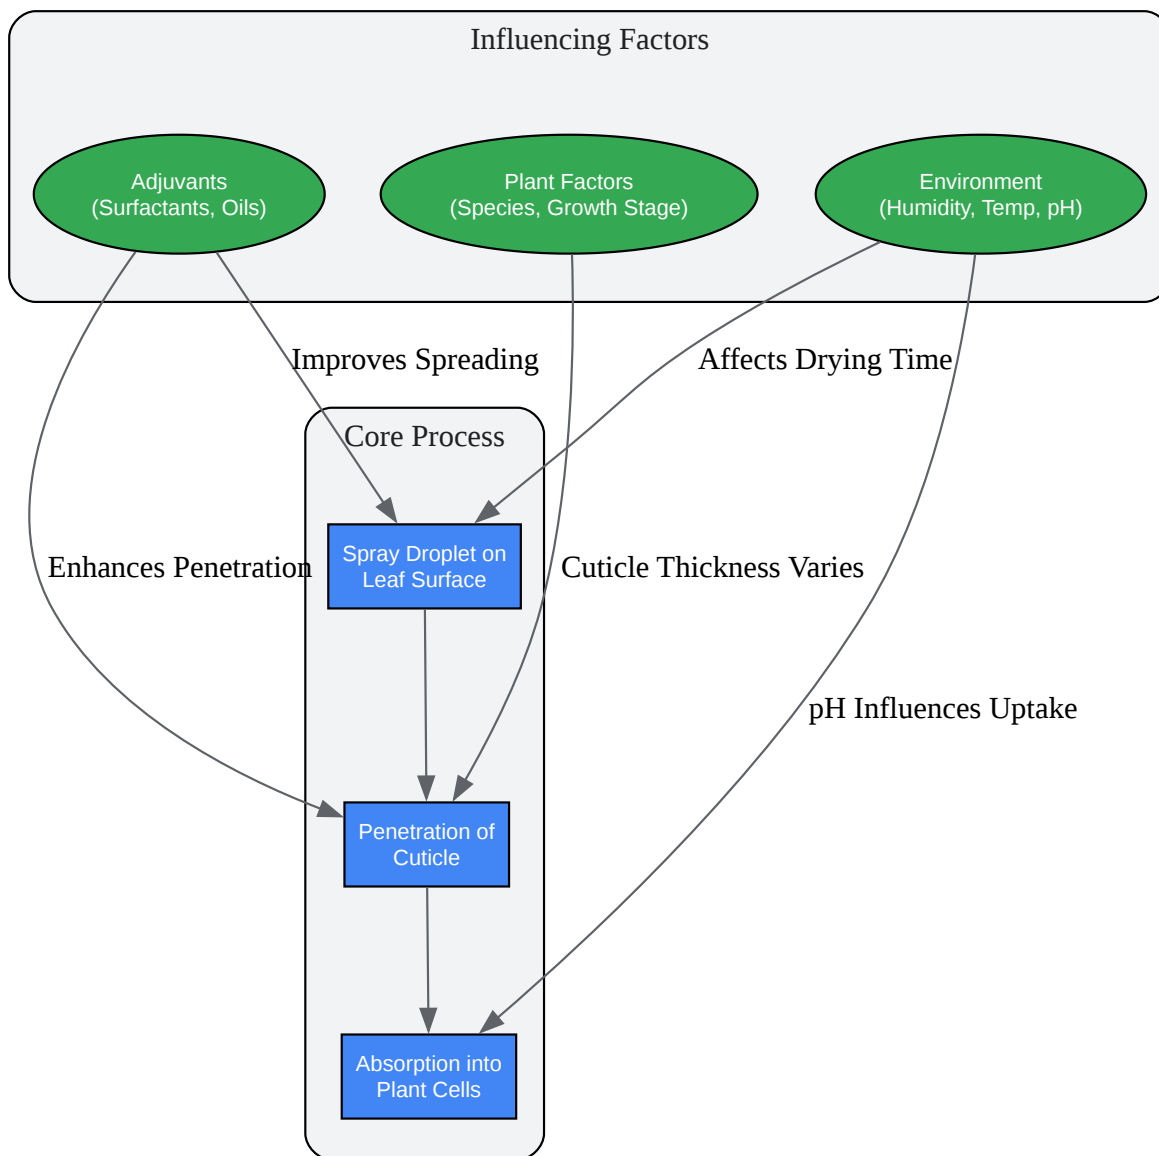 Influencing Factors
Adjuvants
(Surfactants, Oils)
Plant Factors
(Species, Growth Stage)
Environment
(Humidity, Temp, pH)
Improves Spreading
Affects Drying Time
Core Process
Spray Droplet on
Leaf Surface
Enhances Penetration
Cuticle Thickness Varies
pH Influences Uptake
Penetration of
Cuticle
Absorption into
Plant Cells